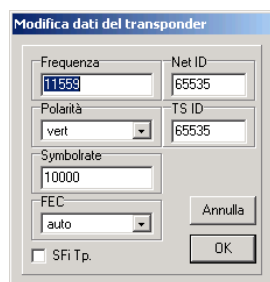 Modifica dati del transponder
Frequenza
11559
Net ID
65535
Polarità
vert
TS ID
65535
Symbolrate
10000
FEC
auto
Annulla
SFi Tp.
OK